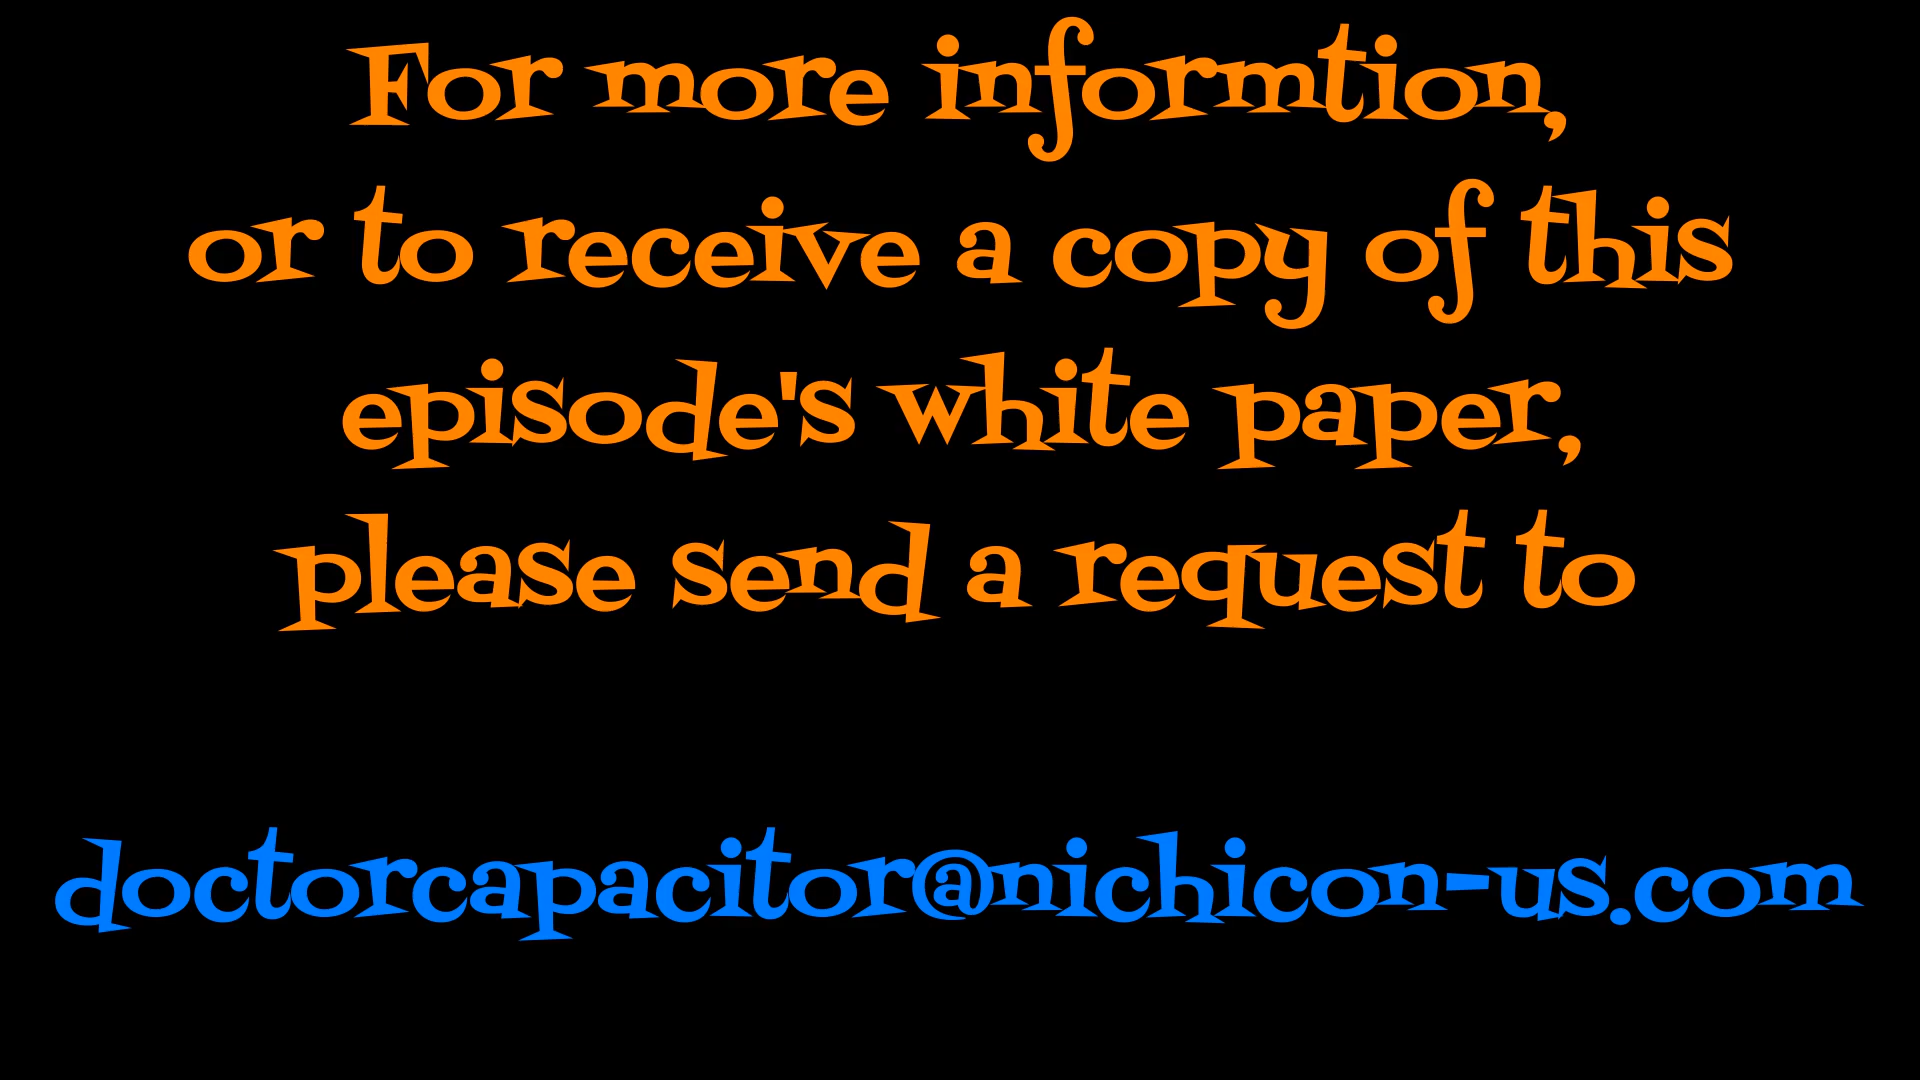 For more informtion,
or to receive a copy of this
episode's white paper,
please send a request to
doctorcapacitor@nichicon-us.com